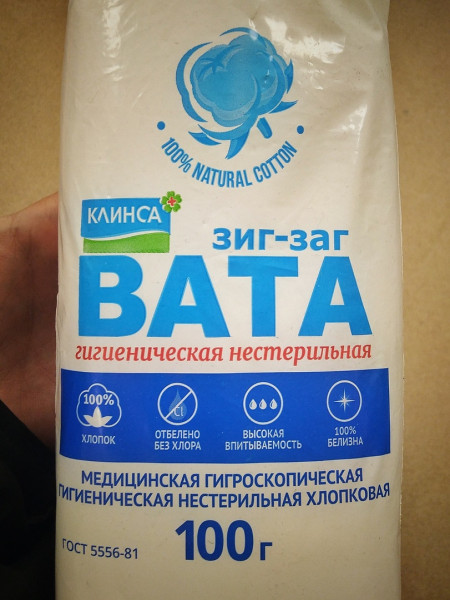 100% NATURAL COTTON
КЛИНСА
зиг-заг
ВАТА
гигиеническая нестерильная
100%
ХЛОПОК
Cl
ОТБЕЛЕНО
БЕЗ ХЛОРА
ВЫСОКАЯ
ВПИТЫВАЕМОСТЬ
100%
БЕЛИЗНА
МЕДИЦИНСКАЯ ГИГРОСКОПИЧЕСКАЯ
ГИГИЕНИЧЕСКАЯ НЕСТЕРИЛЬНАЯ ХЛОПКОВАЯ
ГОСТ 5556-81
100 г